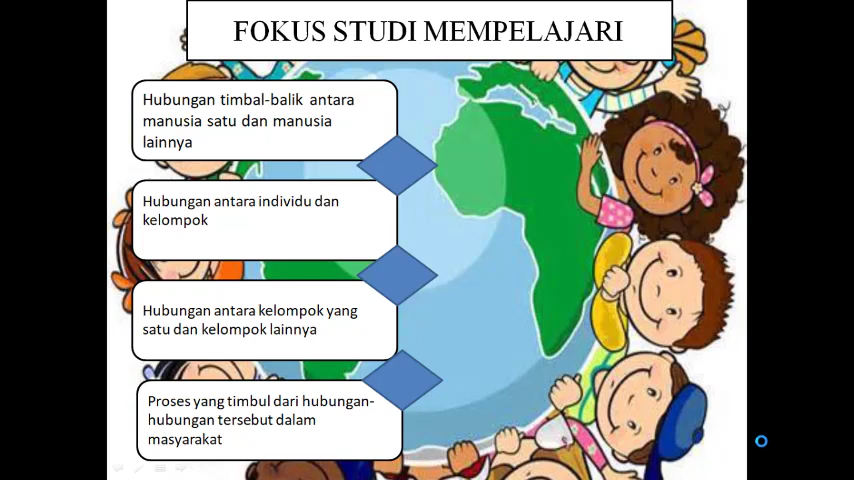 FOKUS STUDI MEMPELAJARI
Hubungan timbal-balik antara
manusia satu dan manusia
lainnya
Hubungan antara individu dan
kelompok
Hubungan antara kelompok yang
satu dan kelompok lainnya
Proses yang timbul dari hubungan-
hubungan tersebut dalam
masyarakat